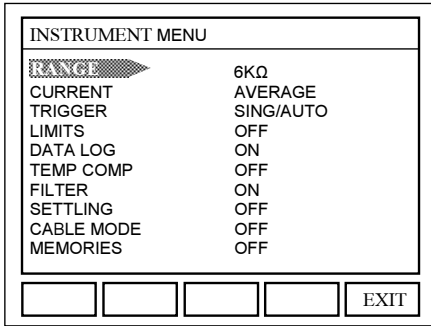 INSTRUMENT MENU
RANGE 6KΩ
CURRENT AVERAGE
TRIGGER SING/AUTO
LIMITS OFF
DATA LOG ON
TEMP COMP OFF
FILTER ON
SETTLING OFF
CABLE MODE OFF
MEMORIES OFF
EXIT